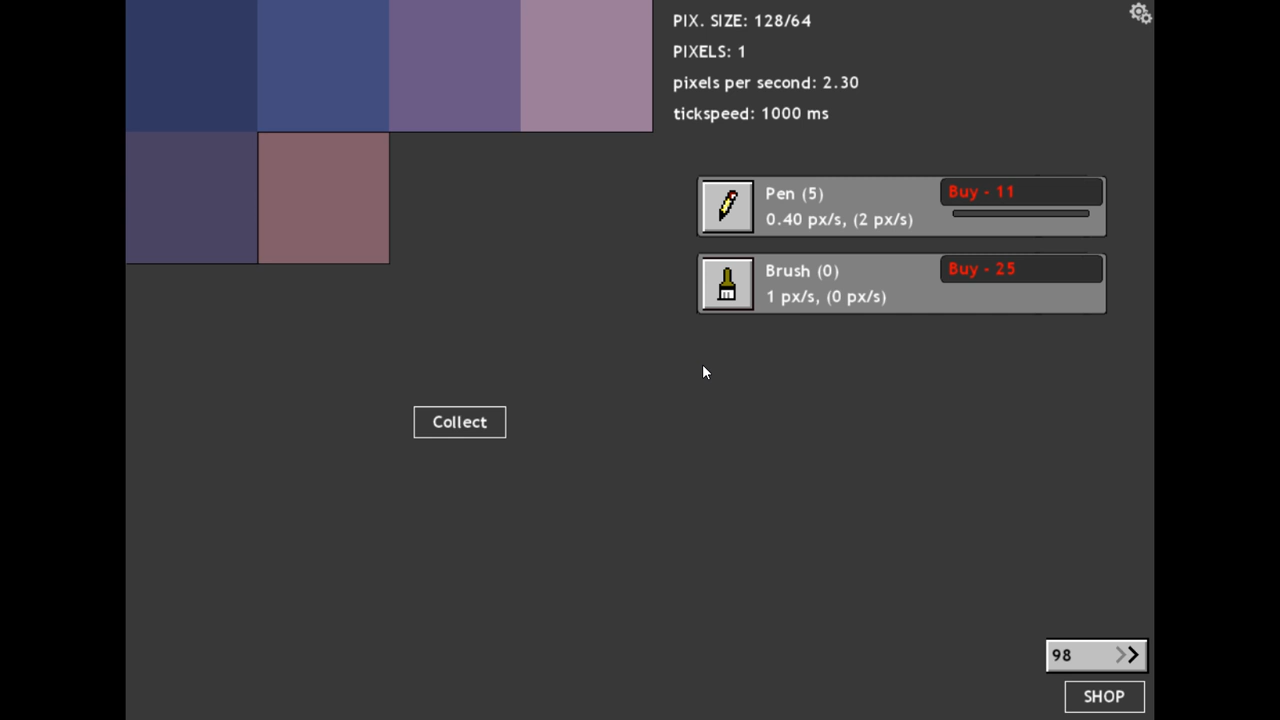 PIX. SIZE: 128/64
PIXELS: 1
pixels per second: 2.30
tickspeed: 1000 ms
Pen (5)
Buy - 11
0.40 px/s, (2 px/s)
Brush (0)
Buy - 25
1 px/s, (0 px/s)
Collect
98
SHOP